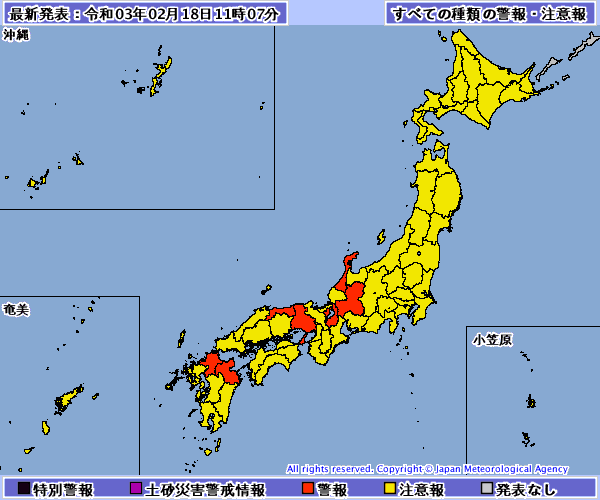 最新発表：令和03年02月18日11時07分
すべての種類の警報・注意報
沖縄
奄美
小笠原
All rights reserved. Copyright © Japan Meteorological Agency
特別警報 土砂災害警戒情報 警報 注意報 発表なし